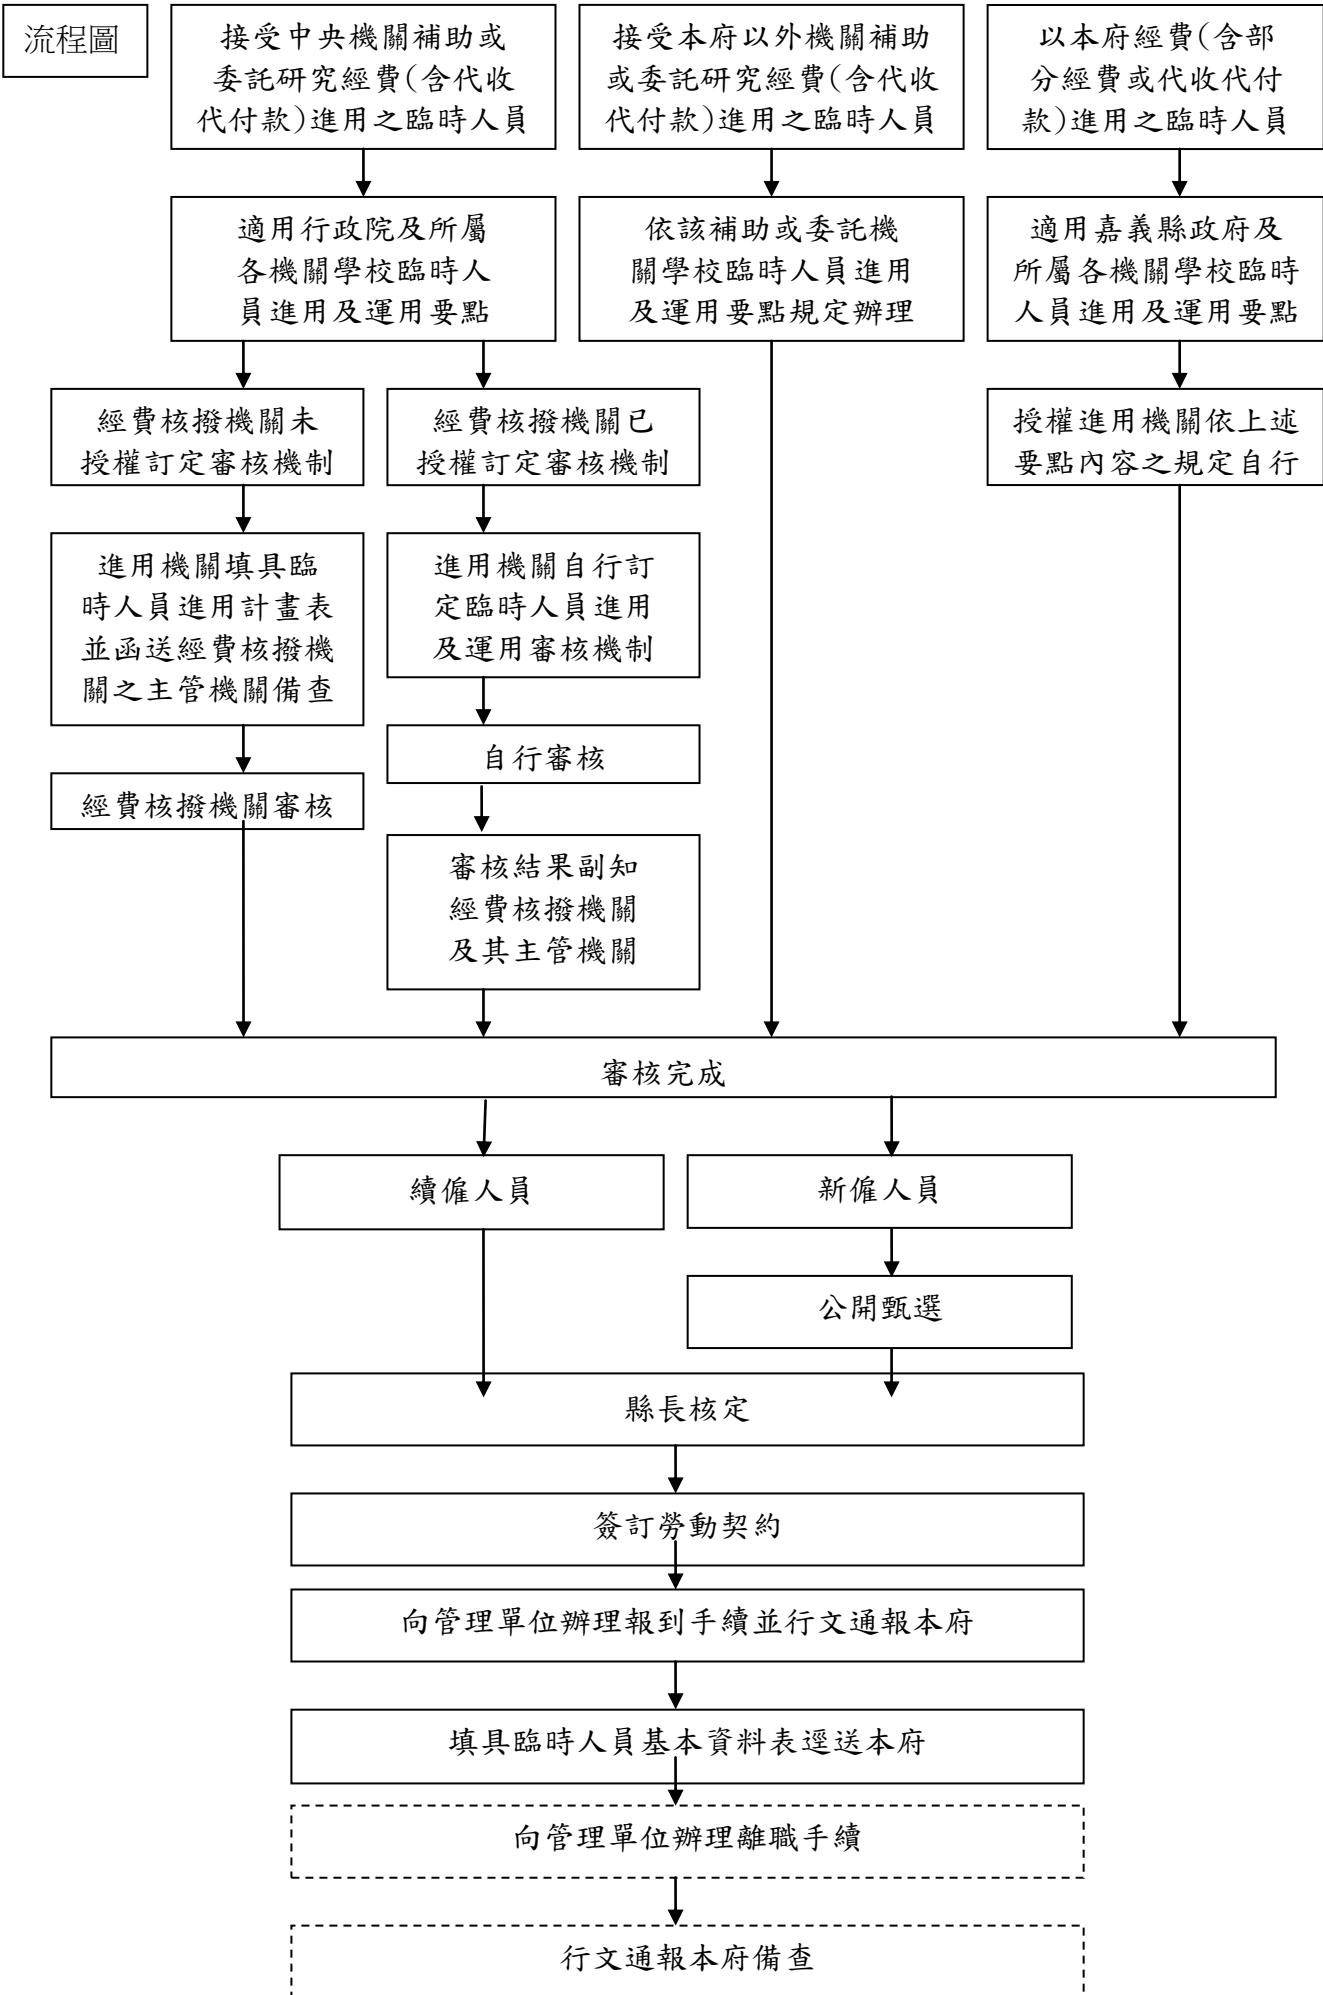 流程圖
接受中央機關補助或
委託研究經費(含代收
代付款)進用之臨時人員
接受本府以外機關補助
或委託研究經費(含代收
代付款)進用之臨時人員
以本府經費(含部
分經費或代收代付
款)進用之臨時人員
適用行政院及所屬
各機關學校臨時人
員進用及運用要點
依該補助或委託機
關學校臨時人員進用
及運用要點規定辦理
適用嘉義縣政府及
所屬各機關學校臨時
人員進用及運用要點
經費核撥機關未
授權訂定審核機制
經費核撥機關已
授權訂定審核機制
授權進用機關依上述
要點內容之規定自行
進用機關填具臨
時人員進用計畫表
並函送經費核撥機
關之主管機關備查
進用機關自行訂
定臨時人員進用
及運用審核機制
自行審核
經費核撥機關審核
審核結果副知
經費核撥機關
及其主管機關
審核完成
續僱人員
新僱人員
公開甄選
縣長核定
簽訂勞動契約
向管理單位辦理報到手續並行文通報本府
填具臨時人員基本資料表逕送本府
向管理單位辦理離職手續
行文通報本府備查